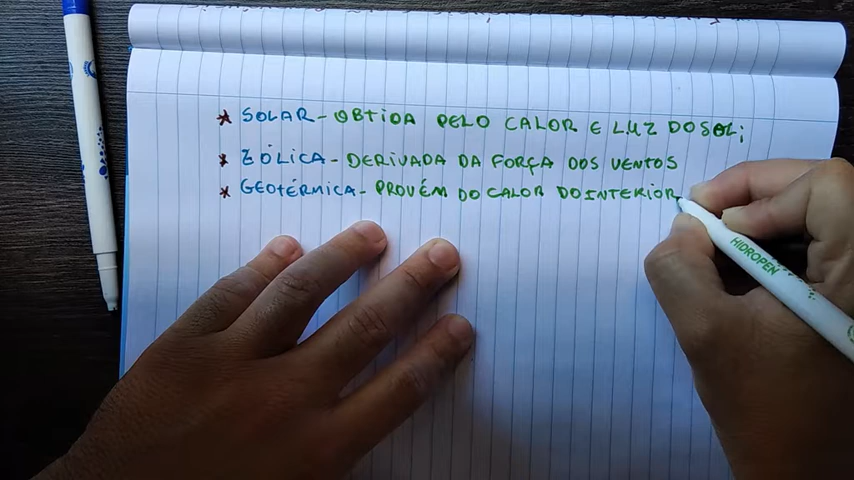 * SOLAR - OBTIDA PELO CALOR E LUZ DO SOL;
* EÓLICA - DERIVADA DA FORÇA DOS VENTOS
* GEOTÉRMICA - PROVÉM DO CALOR DO INTERIOR
HIDROPEN